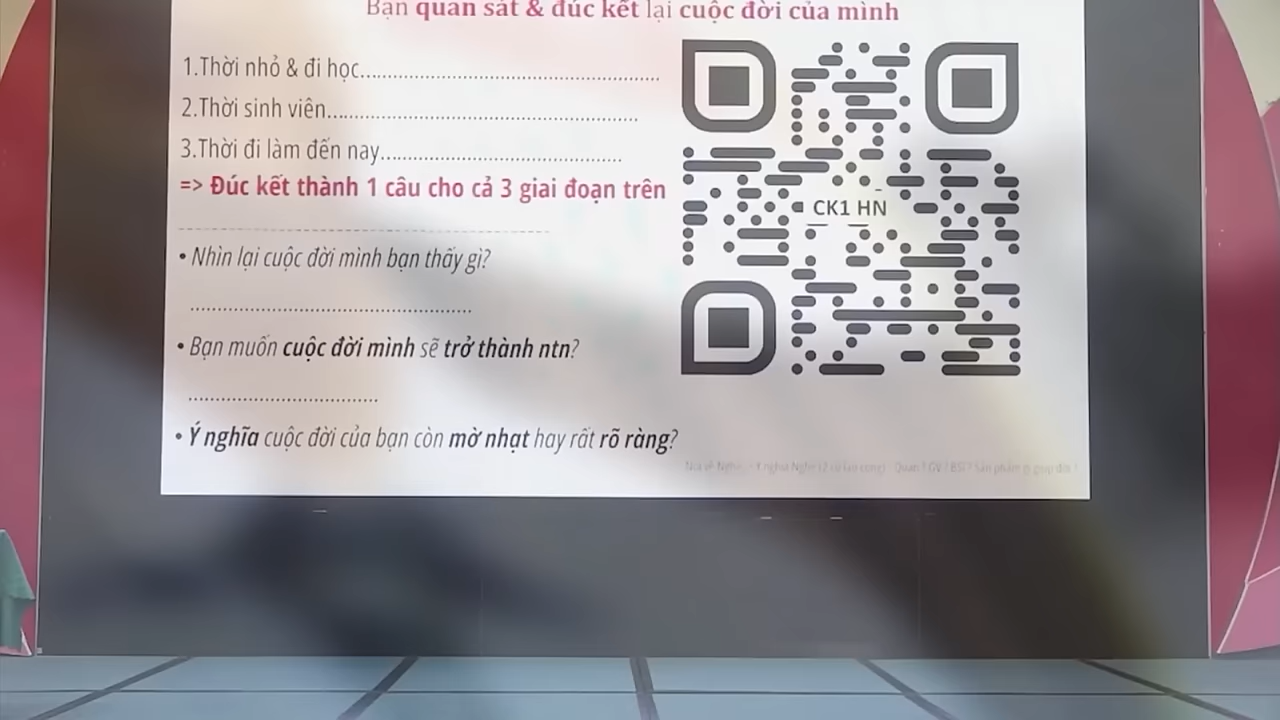 Bạn quan sát & đúc kết lại cuộc đời của mình
1.Thời nhỏ & đi học..........................................................
2.Thời sinh viên............................................................
3.Thời đi làm đến nay...............................................
=> Đúc kết thành 1 câu cho cả 3 giai đoạn trên
CK1 HN
• Nhìn lại cuộc đời mình bạn thấy gì?
......................................................
• Bạn muốn cuộc đời mình sẽ trở thành ntn?
....................................
• Ý nghĩa cuộc đời của bạn còn mờ nhạt hay rất rõ ràng?